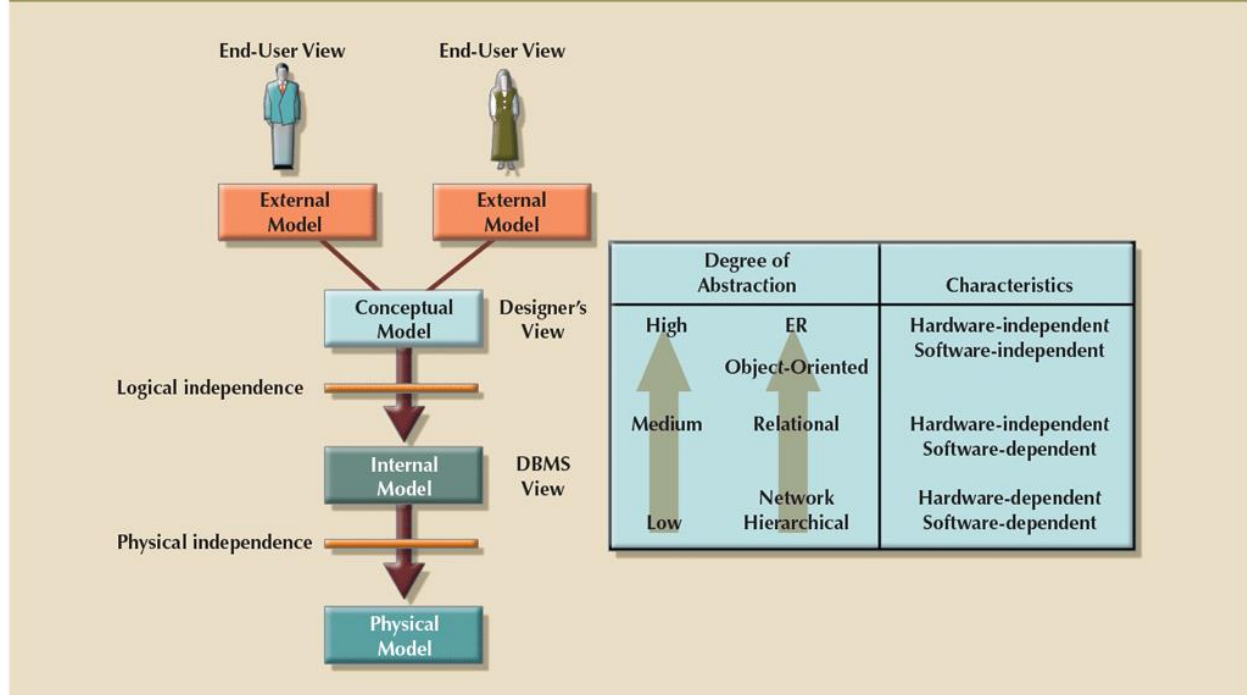 End-User View
End-User View
External
Model
External
Model
Conceptual
Model
Designer's
View
Logical independence
Internal
Model
DBMS
View
Physical independence
Physical
Model
Degree of
Abstraction
Characteristics
High
ER
Hardware-independent
Software-independent
Object-Oriented
Medium
Relational
Hardware-independent
Software-dependent
Low
Network
Hierarchical
Hardware-dependent
Software-dependent